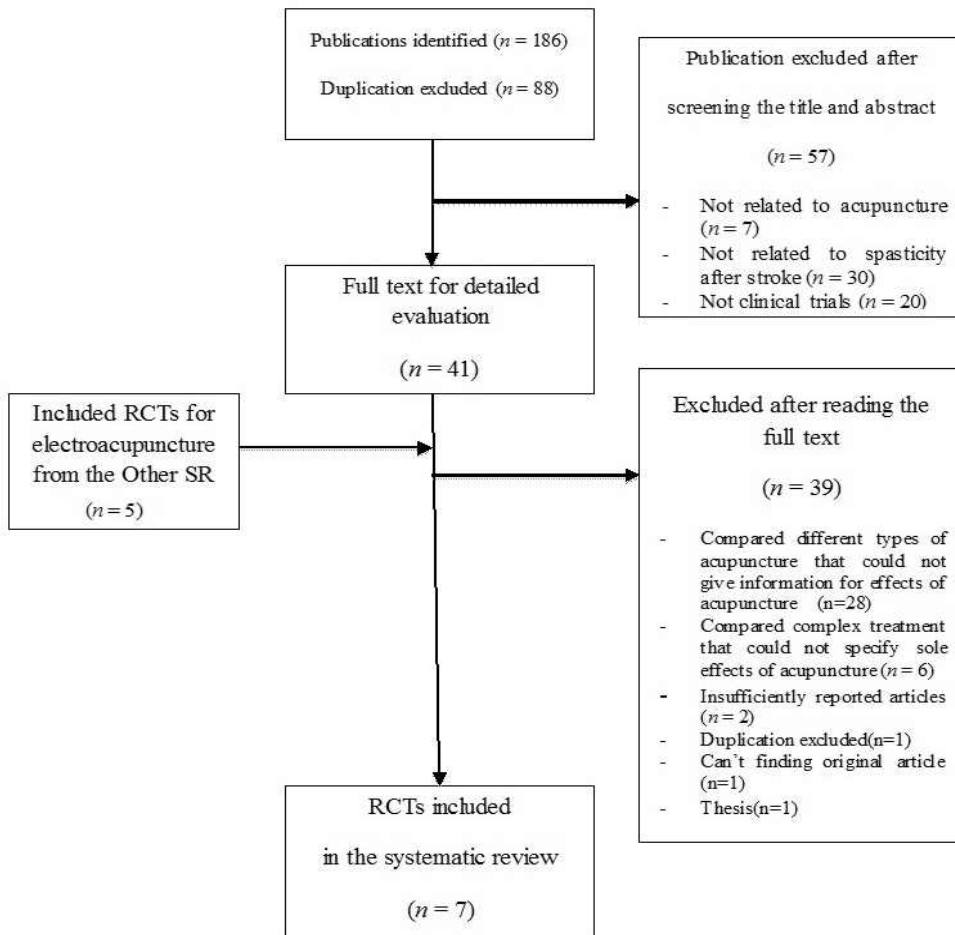 Publications identified (n = 186)
Duplication excluded (n = 88)
Publication excluded after
screening the title and abstract
(n = 57)
- Not related to acupuncture
(n = 7)
- Not related to spasticity
after stroke (n = 30)
- Not clinical trials (n = 20)
Full text for detailed
evaluation
(n = 41)
Included RCTs for
electroacupuncture
from the Other SR
(n = 5)
Excluded after reading the
full text
(n = 39)
- Compared different types of
acupuncture that could not
give information for effects of
acupuncture (n=28)
- Compared complex treatment
that could not specify sole
effects of acupuncture (n = 6)
- Insufficiently reported articles
(n = 2)
- Duplication excluded(n=1)
- Can't finding original article
(n=1)
- Thesis(n=1)
RCTs included
in the systematic review
(n = 7)